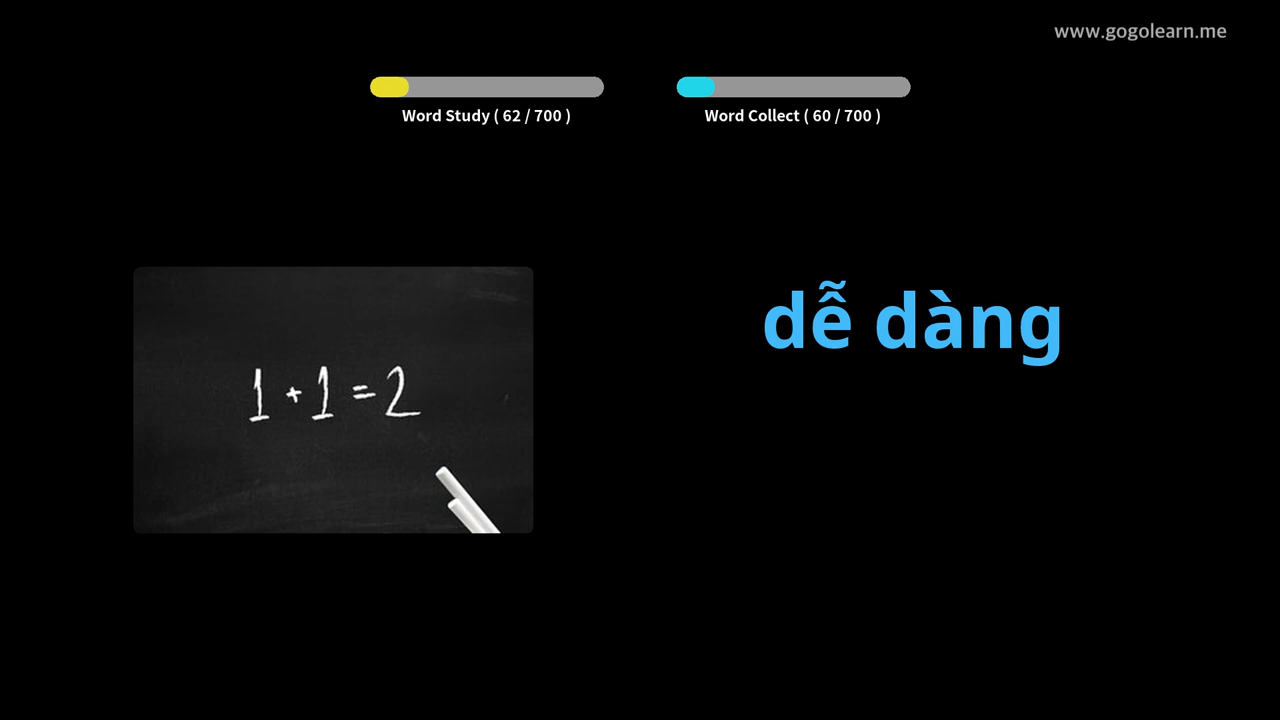 www.gogolearn.me
Word Study ( 62 / 700 )
Word Collect ( 60 / 700 )
1 + 1 = 2
dễ dàng